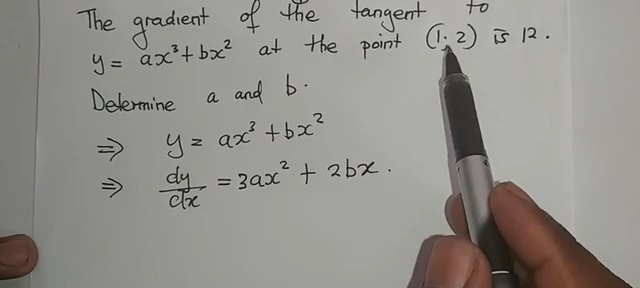 The gradient of the tangent to
y = ax³ + bx² at the point (1. 2) is 12.
Determine a and b.
⇒ y = ax³ + bx²
⇒ dy/dx = 3ax² + 2bx.